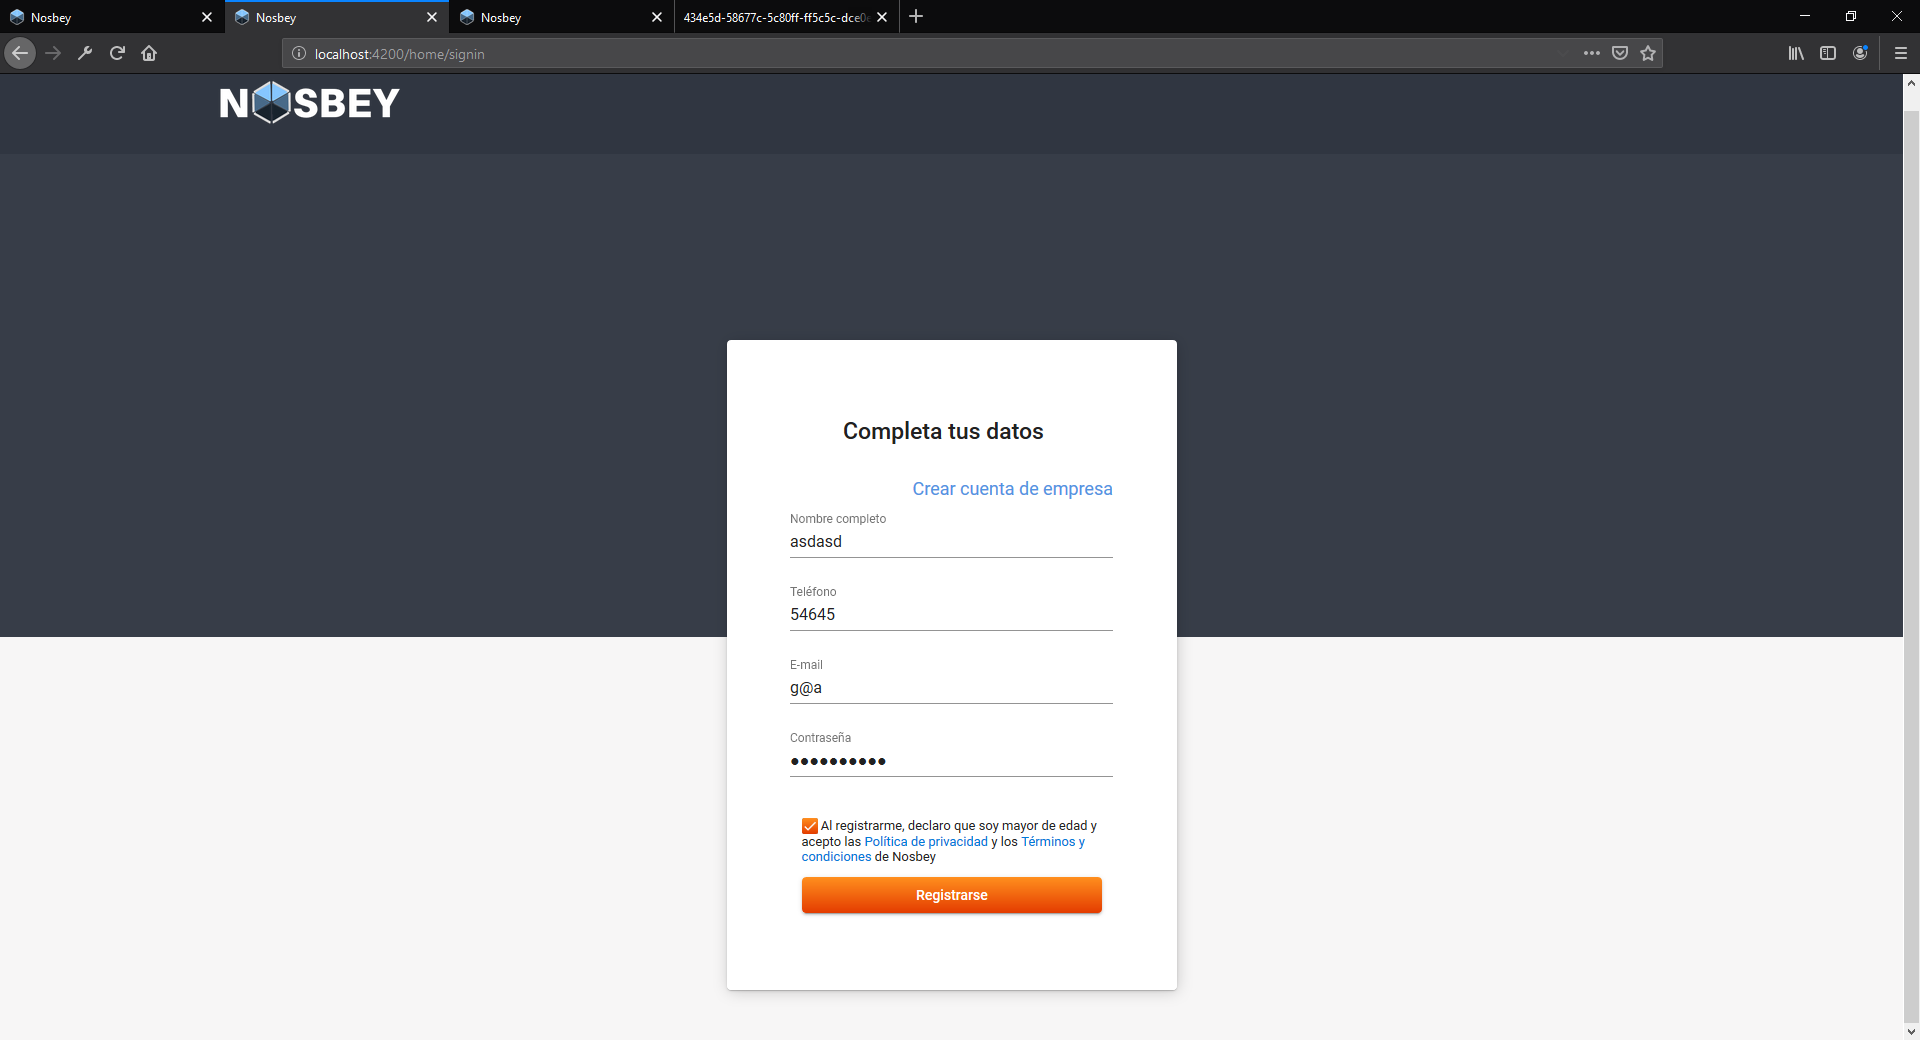 Nosbey
Nosbey
Nosbey
434e5d-58677c-5c80ff-ff5c5c-dce0
localhost:4200/home/signin
NOSBEY
Completa tus datos
Crear cuenta de empresa
Nombre completo
asdasd
Teléfono
54645
E-mail
g@a
Contraseña
Al registrarme, declaro que soy mayor de edad y
acepto las Política de privacidad y los Términos y
condiciones de Nosbey
Registrarse